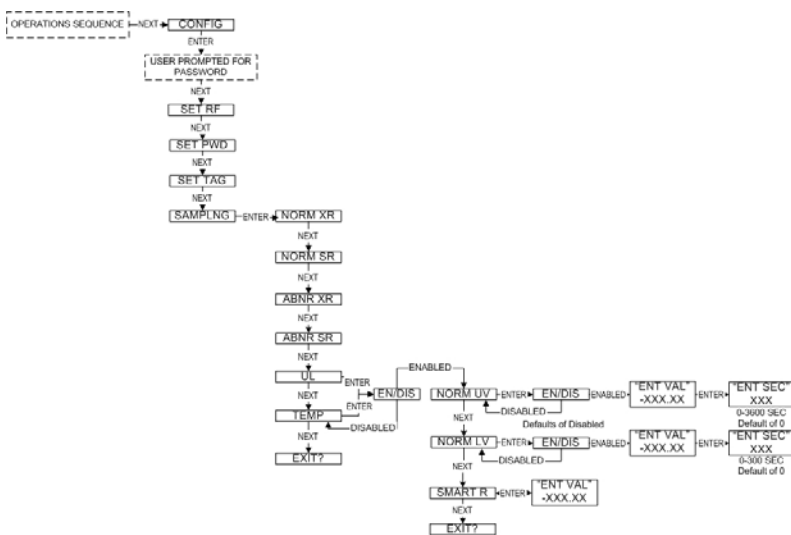 OPERATIONS SEQUENCE
NEXT
CONFIG
ENTER
USER PROMPTED FOR
PASSWORD
NEXT
SET RF
NEXT
SET PWD
NEXT
SET TAG
NEXT
SAMPLNG
ENTER
NORM XR
NEXT
NORM SR
NEXT
ABNR XR
NEXT
ABNR SR
NEXT
UL
ENTER
NEXT
TEMP
ENTER
NEXT
EXIT?
EN/DIS
ENABLED
DISABLED
NORM UV
ENTER
EN/DIS
ENABLED
"ENT VAL"
-XXX.XX
ENTER
"ENT SEC"
XXX
0-3600 SEC
Default of 0
DISABLED
Defaults of Disabled
NEXT
NORM LV
ENTER
EN/DIS
ENABLED
"ENT VAL"
-XXX.XX
ENTER
"ENT SEC"
XXX
0-300 SEC
Default of 0
DISABLED
NEXT
SMART R
ENTER
"ENT VAL"
-XXX.XX
NEXT
EXIT?